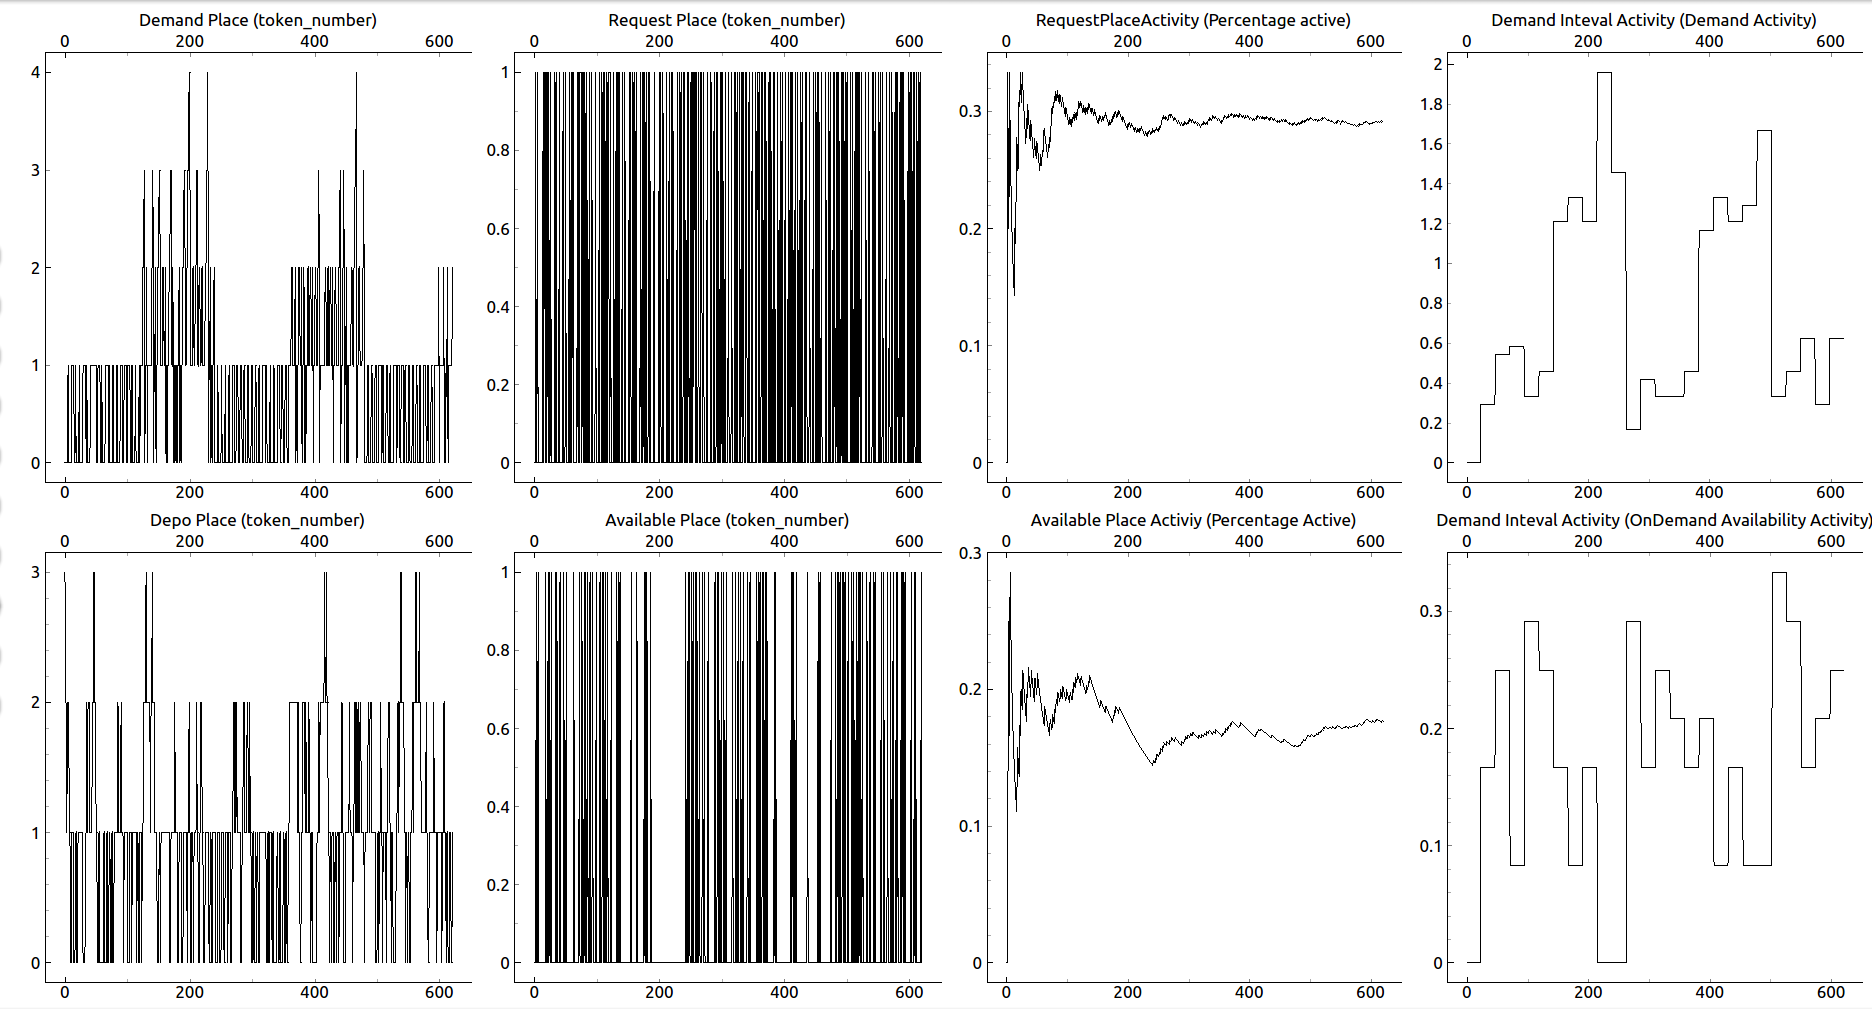 Demand Place (token_number)
0 200 400 600
4
3
2
1
0
0 200 400 600
Request Place (token_number)
0 200 400 600
1
0.8
0.6
0.4
0.2
0
0 200 400 600
RequestPlaceActivity (Percentage active)
0 200 400 600
0.3
0.2
0.1
0
0 200 400 600
Demand Inteval Activity (Demand Activity)
0 200 400 600
2
1.8
1.6
1.4
1.2
1
0.8
0.6
0.4
0.2
0
0 200 400 600
Depo Place (token_number)
0 200 400 600
3
2
1
0
0 200 400 600
Available Place (token_number)
0 200 400 600
1
0.8
0.6
0.4
0.2
0
0 200 400 600
Available Place Activiy (Percentage Active)
0 200 400 600
0.3
0.2
0.1
0
0 200 400 600
Demand Inteval Activity (OnDemand Availability Activity)
0 200 400 600
0.3
0.2
0.1
0
0 200 400 600